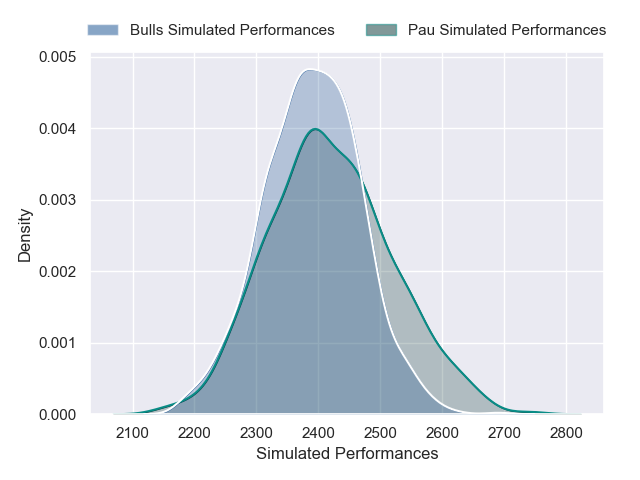 Bulls Simulated Performances Pau Simulated Performances
0.005
0.004
0.003
0.002
0.001
0.000
Density
2100 2200 2300 2400 2500 2600 2700 2800
Simulated Performances